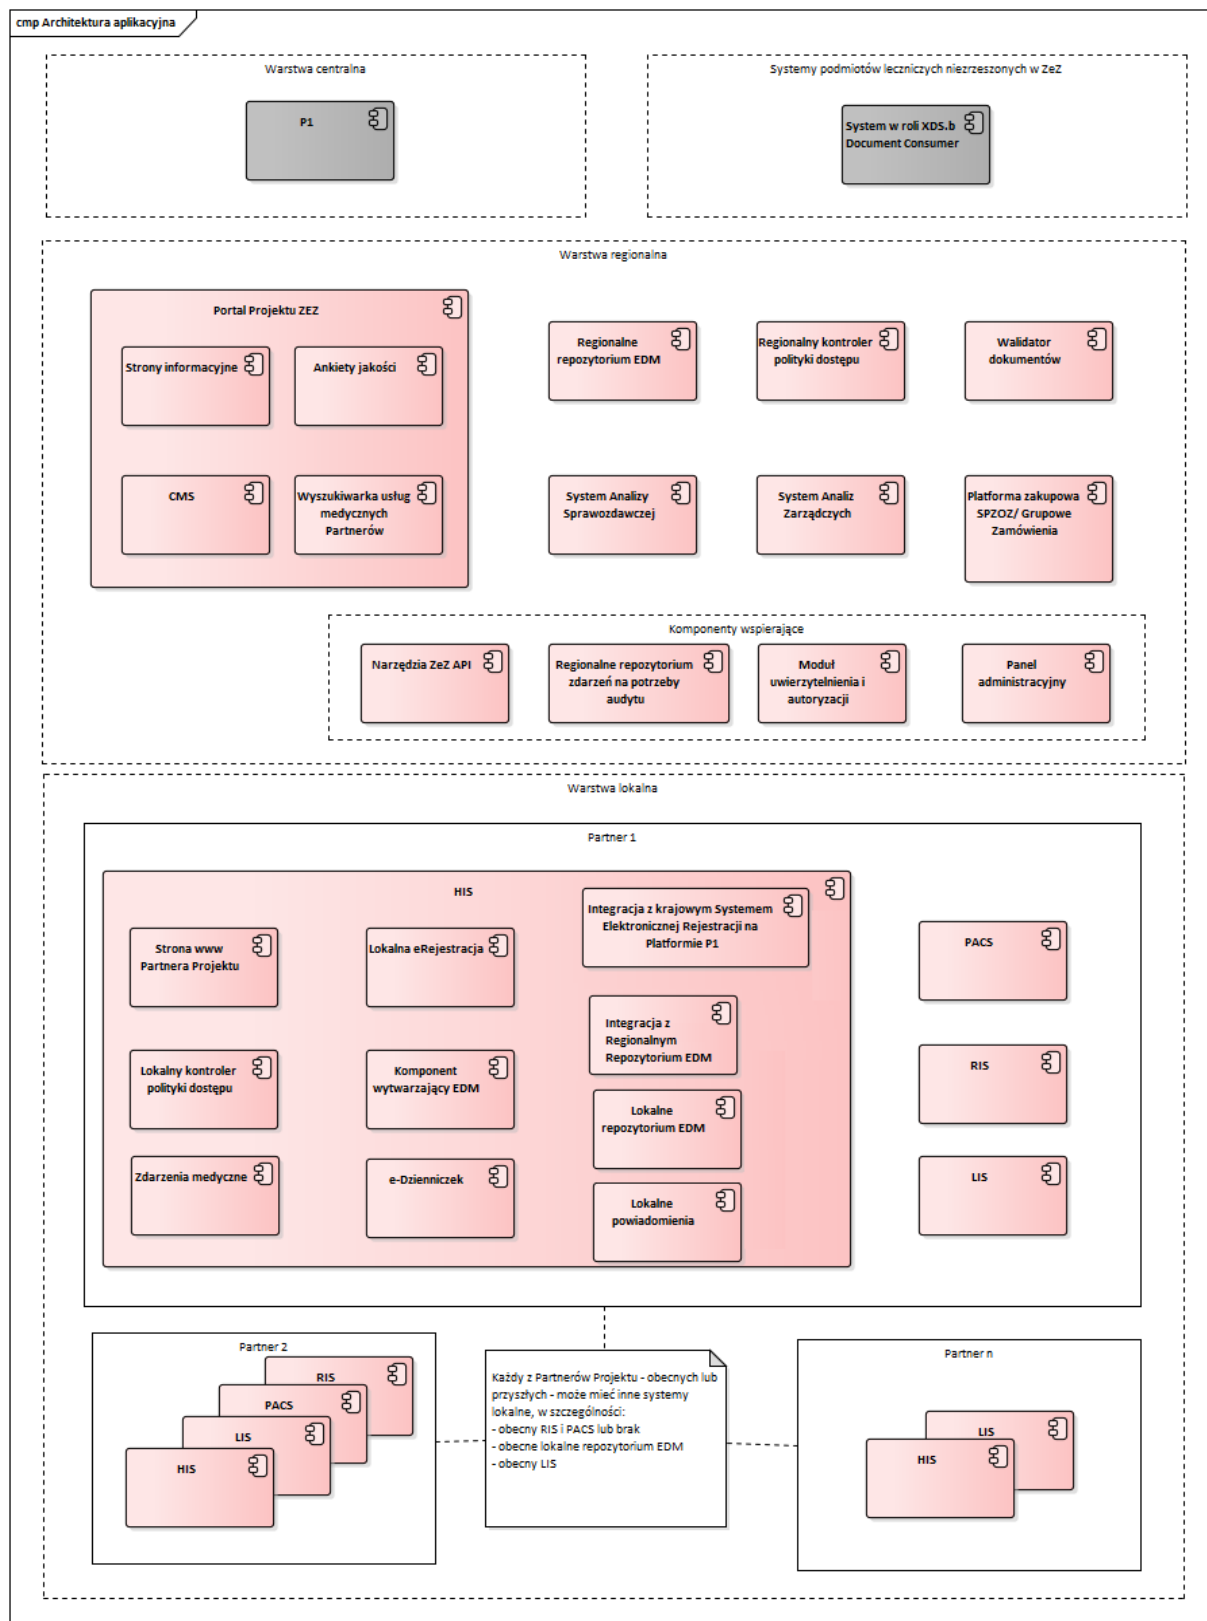 cmp Architektura aplikacyjna
Warstwa centralna
P1
Systemy podmiotów leczniczych niezrzeszonych w ZeZ
System w roli XDS.b
Document Consumer
Warstwa regionalna
Portal Projektu ZEZ
Strony informacyjne
Ankiety jakości
CMS
Wyszukiwarka usług
medycznych
Partnerów
Regionalne
repozytorium EDM
Regionalny kontroler
polityki dostępu
Walidator
dokumentów
System Analizy
Sprawozdawczej
System Analiz
Zarządczych
Platforma zakupowa
SPZOZ/ Grupowe
Zamówienia
Komponenty wspierające
Narzędzia ZeZ API
Regionalne repozytorium
zdarzeń na potrzeby
audytu
Moduł
uwierzytelnienia i
autoryzacji
Panel
administracyjny
Warstwa lokalna
Partner 1
HIS
Strona www
Partnera Projektu
Lokalna eRejestracja
Integracja z krajowym Systemem
Elektronicznej Rejestracji na
Platformie P1
Lokalny kontroler
polityki dostępu
Komponent
wytwarzający EDM
Integracja z
Regionalnym
Repozytorium EDM
Lokalne
repozytorium EDM
Zdarzenia medyczne
e-Dzienniczek
Lokalne
powiadomienia
PACS
RIS
LIS
Partner 2
RIS
PACS
LIS
HIS
Każdy z Partnerów Projektu - obecnych lub
przyszłych - może mieć inne systemy
lokalne, w szczególności:
- obecny RIS i PACS lub brak
- obecne lokalne repozytorium EDM
- obecny LIS
Partner n
LIS
HIS